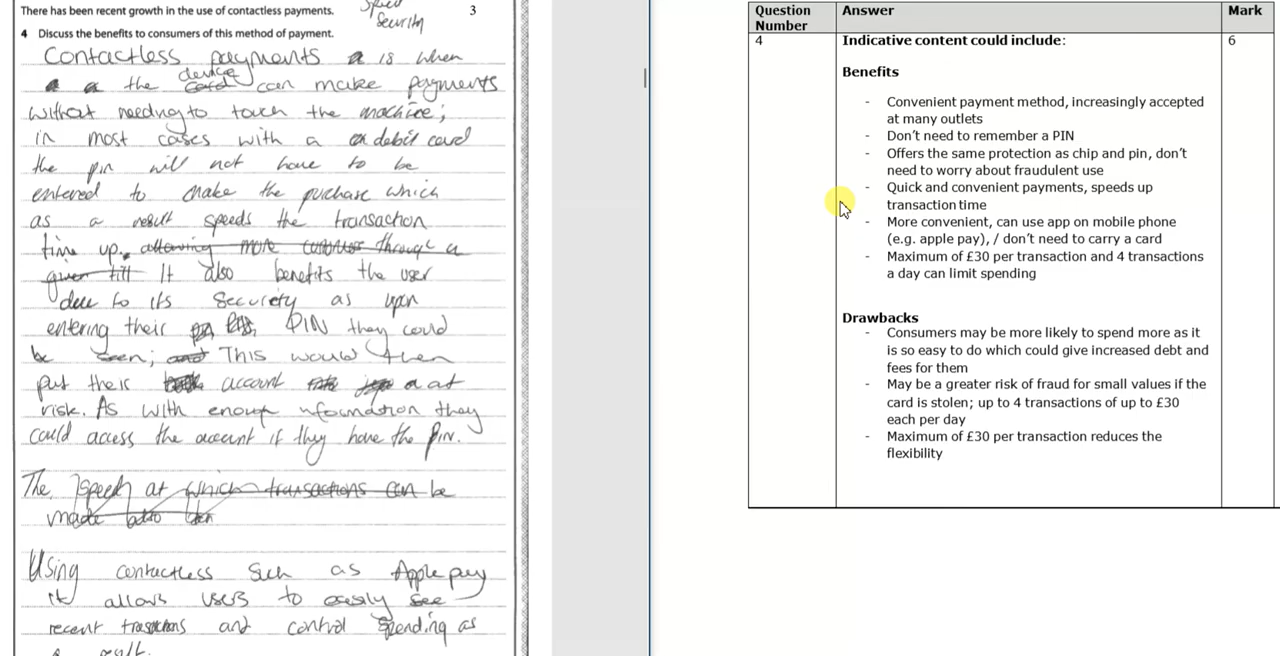 There has been recent growth in the use of contactless payments.
Speed
Security
3
4 Discuss the benefits to consumers of this method of payment.
Contactless payments is when
the device can make payments
without needing to touch the machine;
in most cases with a debit card
the pin will not have to be
entered to make the purchase which
as a result speeds the transaction
time up. allowing more customers through a
given till It also benefits the user
due to its Security as upon
entering their PIN they could
be seen; This would then
put their account at
risk. As with enough information they
could access the account if they have the PIN.
The speed at which transactions can be
made also
Using contactless such as Apple pay
it allows users to easily see
recent and control spending as
a result.
Question Number
Answer
Mark
4
Indicative content could include:
6
Benefits
- Convenient payment method, increasingly accepted
at many outlets
- Don't need to remember a PIN
- Offers the same protection as chip and pin, don't
need to worry about fraudulent use
- Quick and convenient payments, speeds up
transaction time
- More convenient, can use app on mobile phone
(e.g. apple pay), / don't need to carry a card
- Maximum of £30 per transaction and 4 transactions
a day can limit spending
Drawbacks
- Consumers may be more likely to spend more as it
is so easy to do which could give increased debt and
fees for them
- May be a greater risk of fraud for small values if the
card is stolen; up to 4 transactions of up to £30
each per day
- Maximum of £30 per transaction reduces the
flexibility